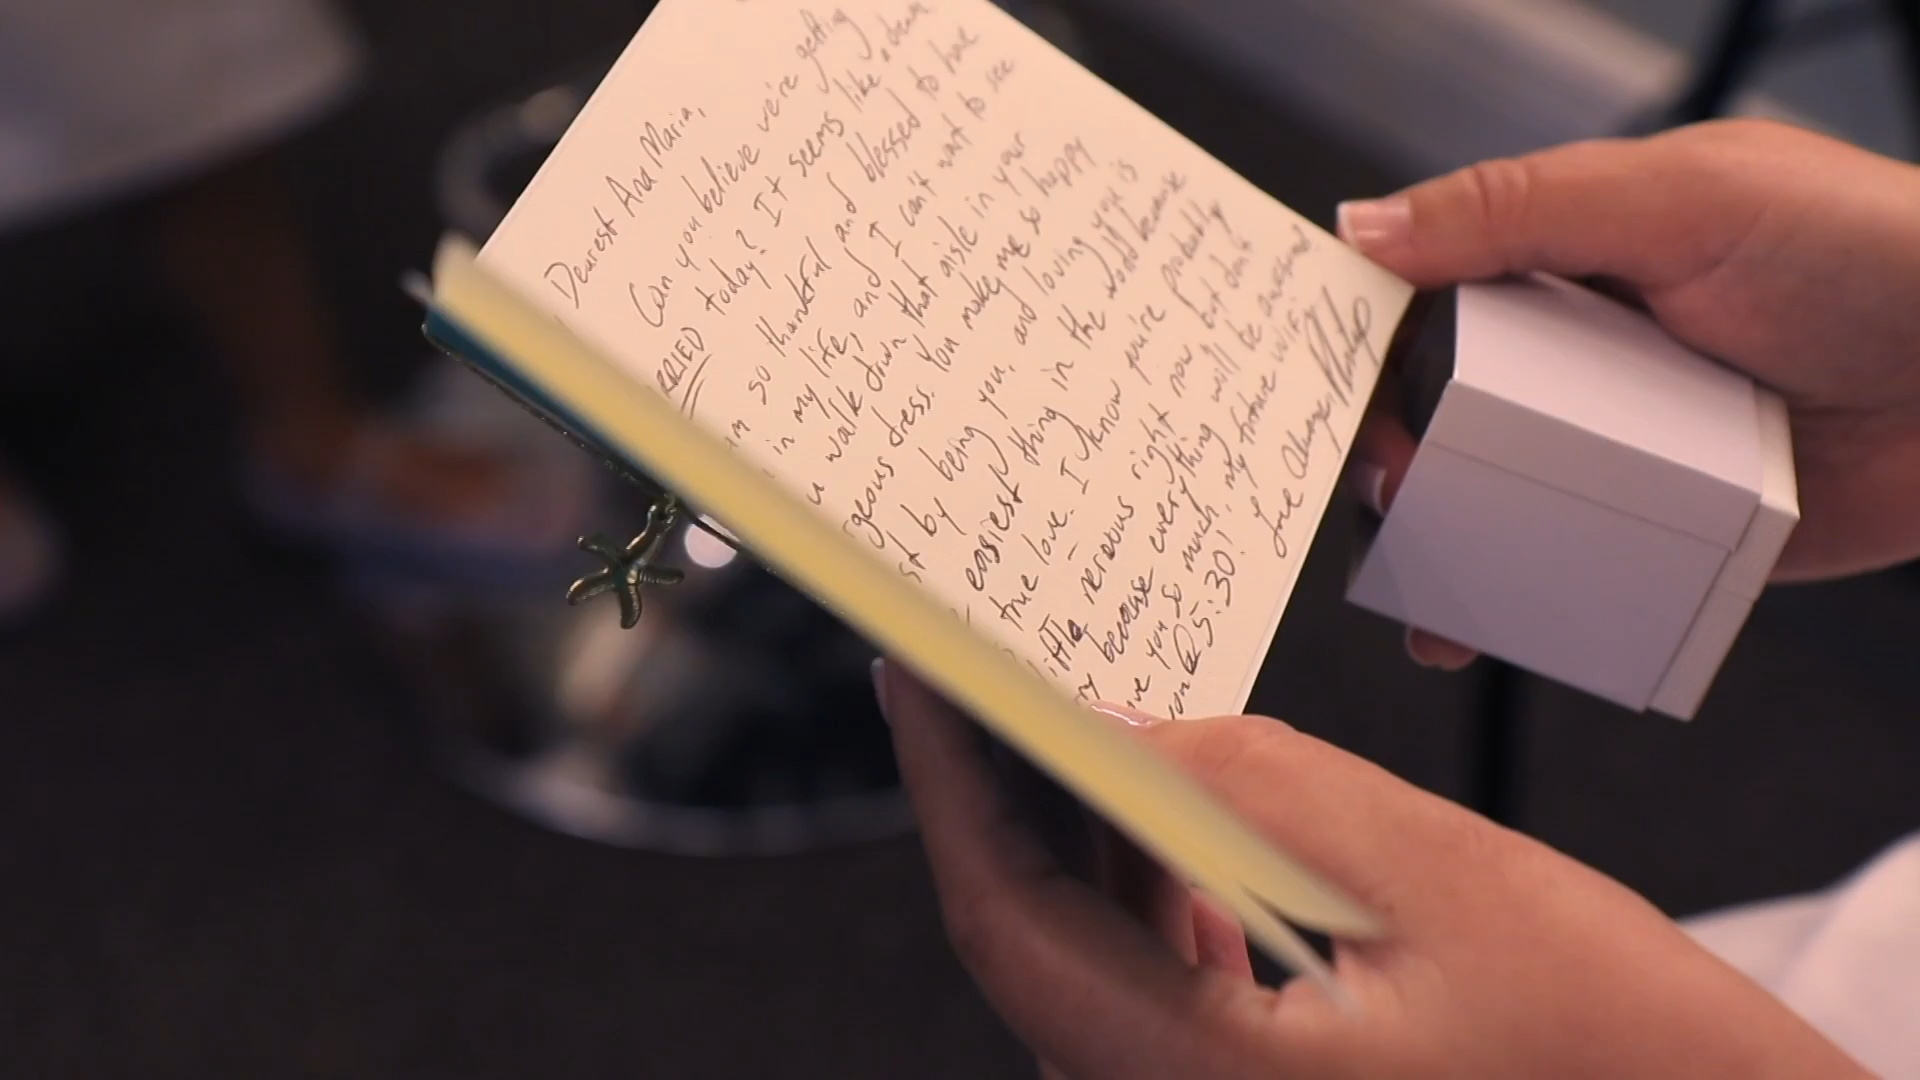 Dearest Ana Maria,
Can you believe we're getting
RRIED today? It seems like a dream.
am so thankful and blessed to have
in my life, and I can't wait to see
u walk down that aisle in your
geous dress. You make me so happy
st by being you, and loving you is
easiest thing in the world because
true love. I know you're probably
little nervous right now but don't
ry because everything will be awesome.
ve you so much, my future wife.
you @ 5:30!
Love Always